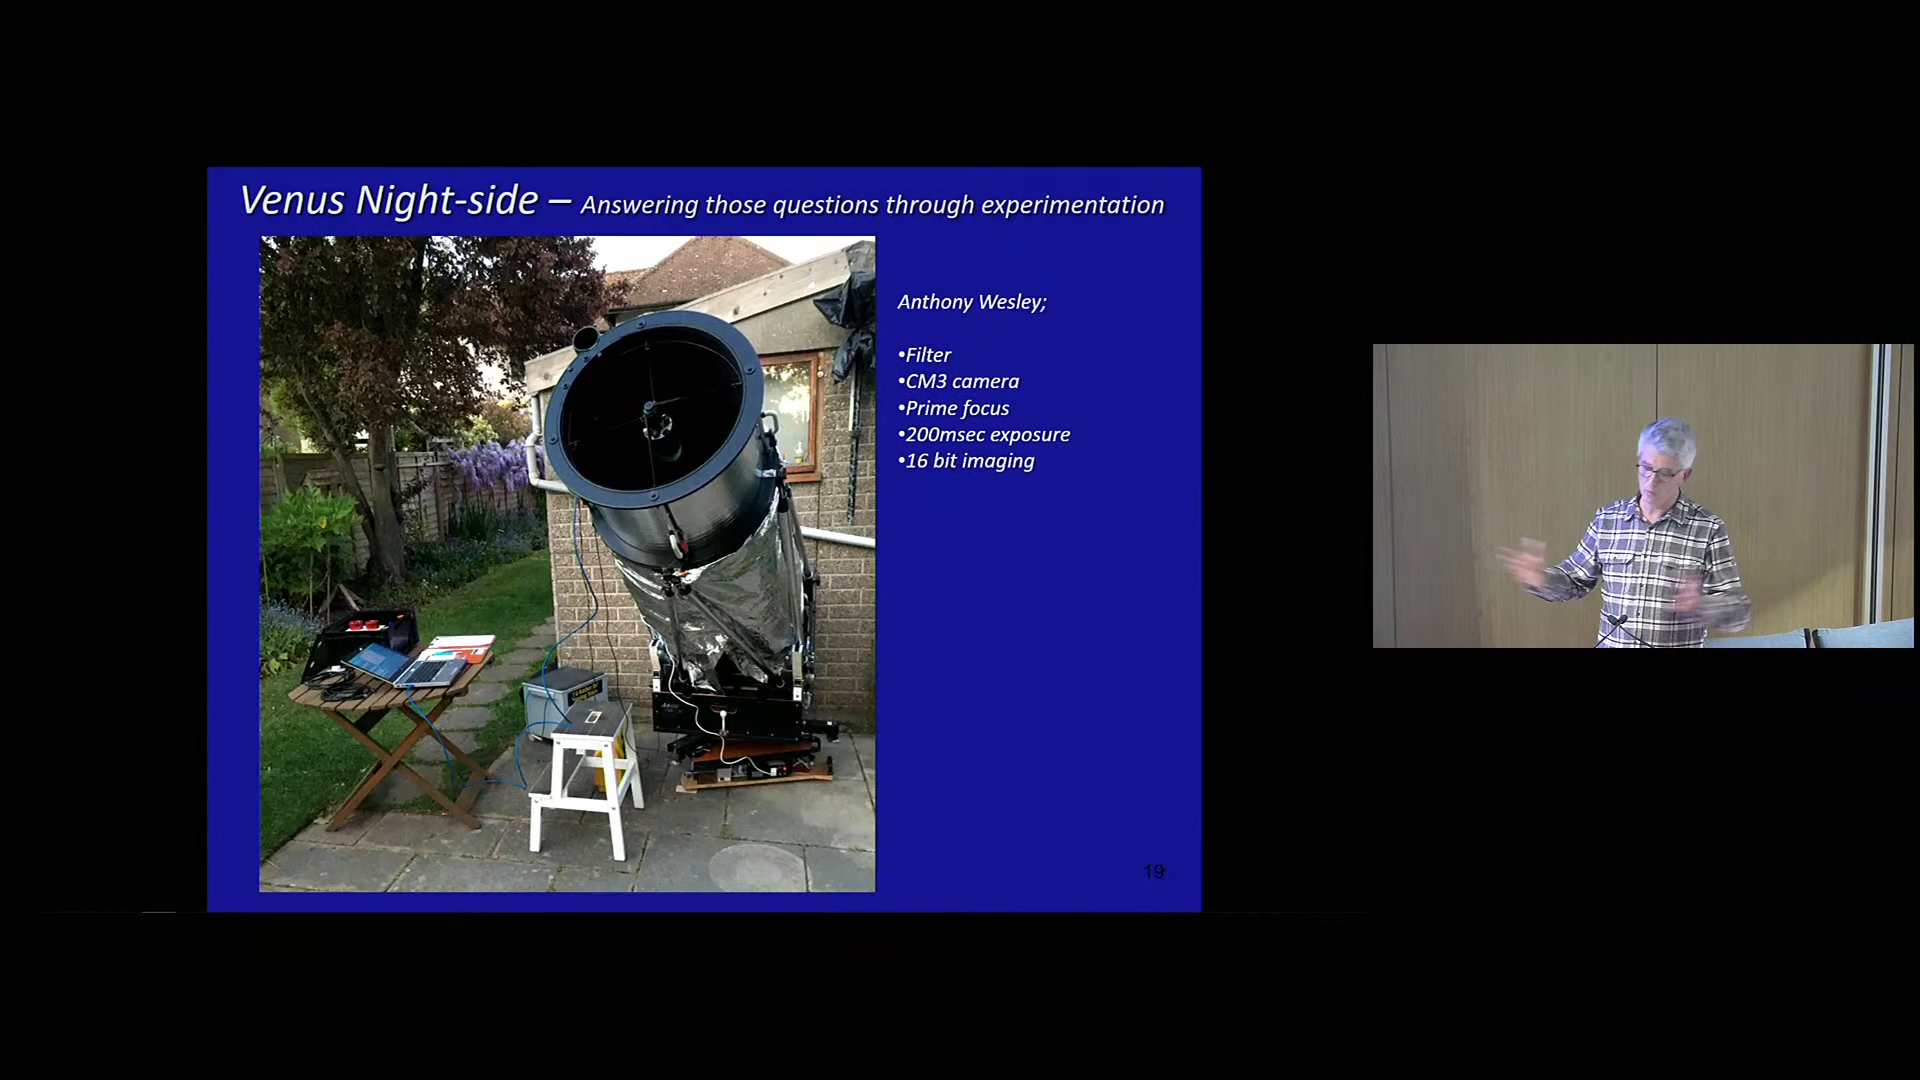 Venus Night-side – Answering those questions through experimentation
Anthony Wesley;
•Filter
•CM3 camera
•Prime focus
•200msec exposure
•16 bit imaging
19